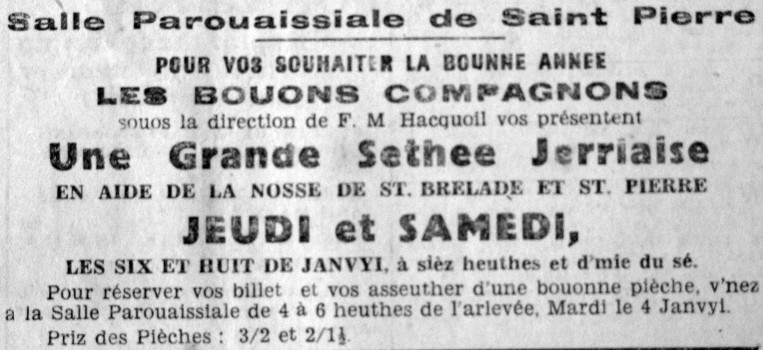 Salle Parouaissiale de Saint Pierre
POUR VOS SOUHAITER LA BOUNNE ANNEE
LES BOUONS COMPAGNONS
souos la direction de F. M Hacquoil vos présentent
Une Grande Sethee Jerriaise
EN AIDE DE LA NOSSE DE ST. BRELADE ET ST. PIERRE
JEUDI et SAMEDI,
LES SIX ET HUIT DE JANVYI, à sièz heuthes et d'mie du sé.
Pour réserver vos billet et vos asseuther d'une bouonne pièche, v'nez
a la Salle Parouaissiale de 4 à 6 heuthes de l'arlevée, Mardi le 4 Janvyi.
Priz des Pièches : 3/2 et 2/1½.